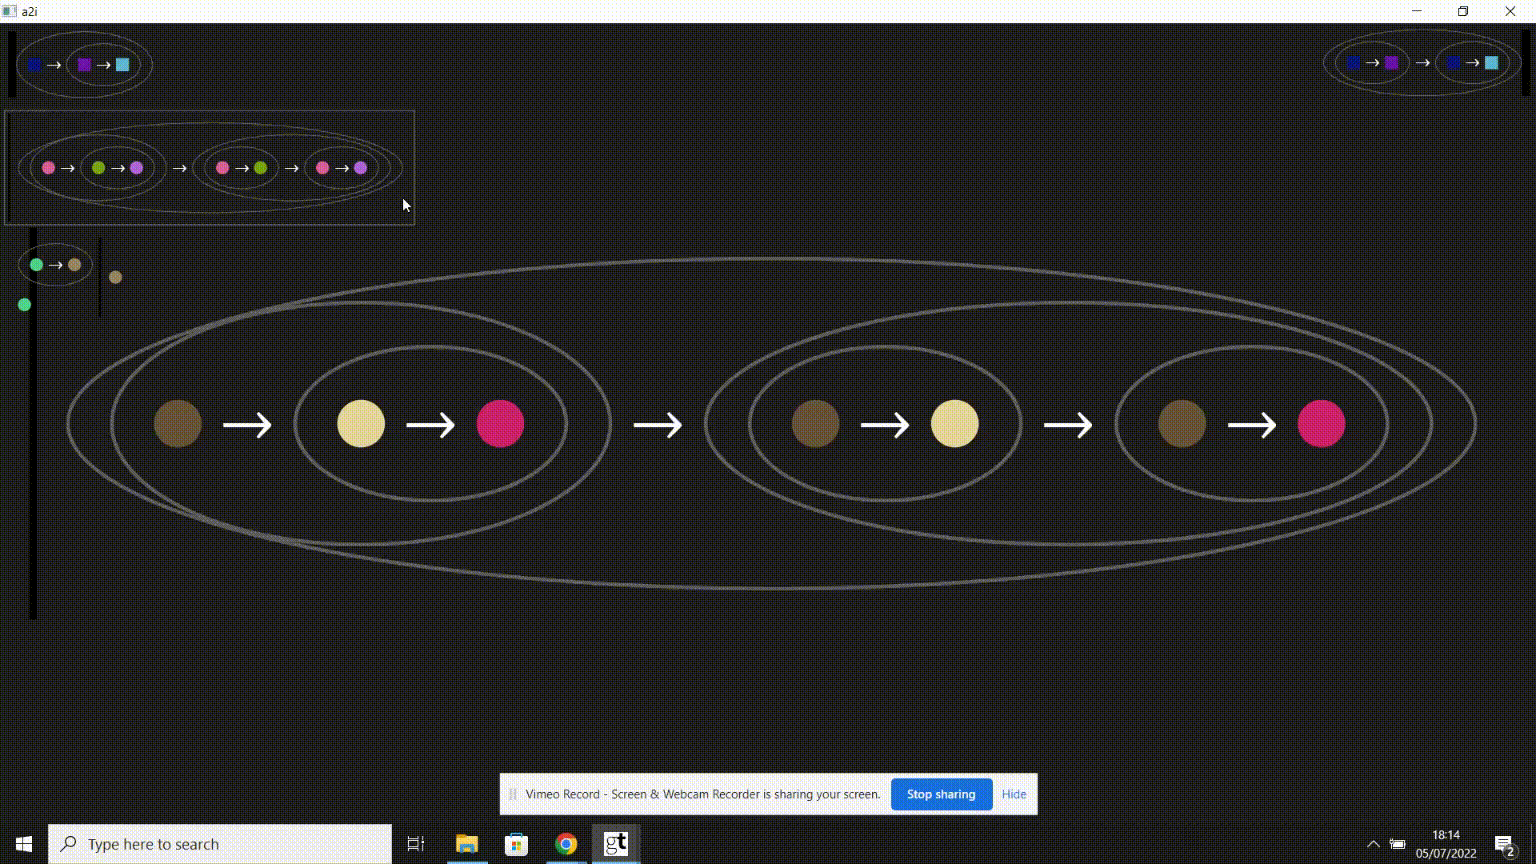 a2i
Vimeo Record - Screen & Webcam Recorder is sharing your screen.
Stop sharing
Hide
Type here to search
gt
18:14
05/07/2022
2